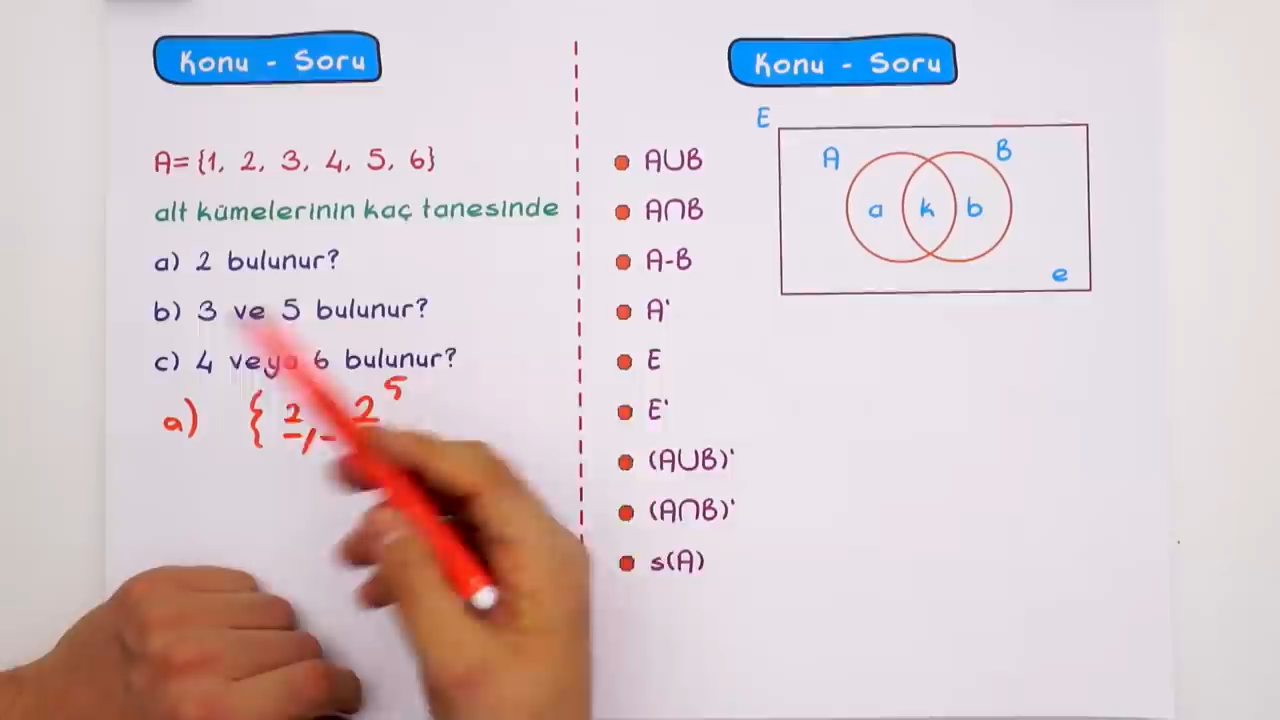 Konu - Soru
A={1, 2, 3, 4, 5, 6}
alt kümelerinin kaç tanesinde
a) 2 bulunur?
b) 3 ve 5 bulunur?
c) 4 veya 6 bulunur?
a) { 2, 2⁵
Konu - Soru
• A∪B
• A∩B
• A-B
• A'
• E
• E'
• (A∪B)'
• (A∩B)'
• s(A)
E
A B
a k b
e